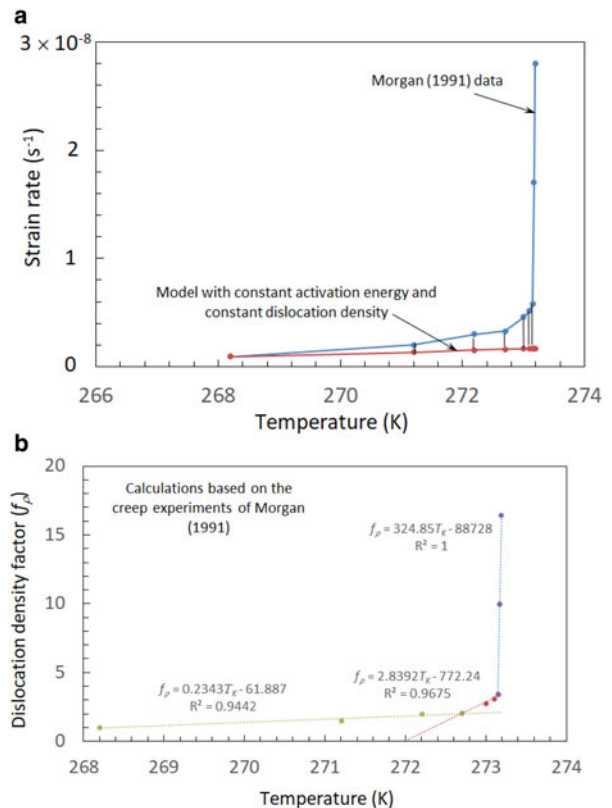 a
3 × 10⁻⁸
2
1
0
Strain rate (s⁻¹)
Morgan (1991) data
Model with constant activation energy and
constant dislocation density
266
268
270
272
274
Temperature (K)
b
20
15
10
5
0
Dislocation density factor (fᵨ)
Calculations based on the
creep experiments of Morgan
(1991)
fᵨ = 324.85T_K - 88728
R² = 1
fᵨ = 0.2343T_K - 61.887
R² = 0.9442
fᵨ = 2.8392T_K - 772.24
R² = 0.9675
268
269
270
271
272
273
274
Temperature (K)